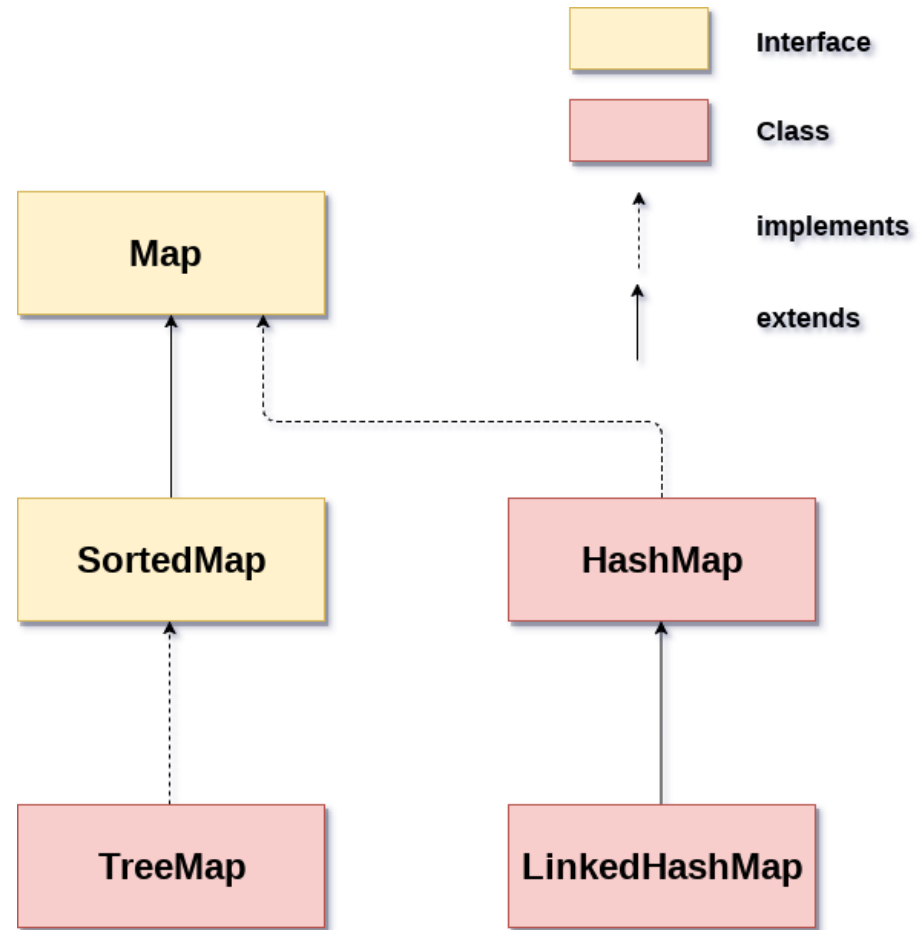 Interface
Class
implements
extends
Map
SortedMap
HashMap
TreeMap
LinkedHashMap